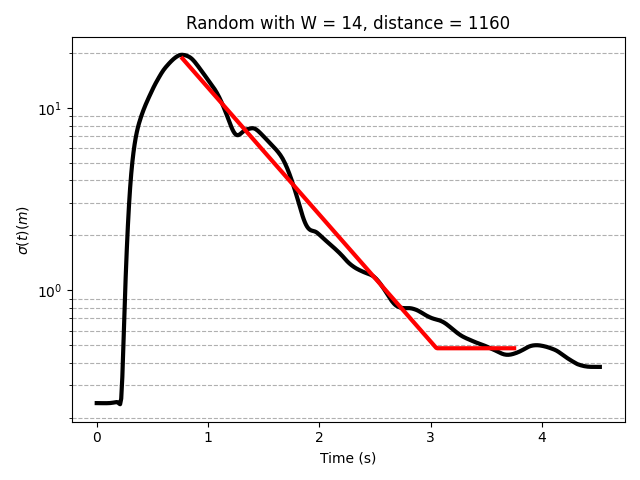 Random with W = 14, distance = 1160
σ(t)(m)
10¹
10⁰
0 1 2 3 4
Time (s)